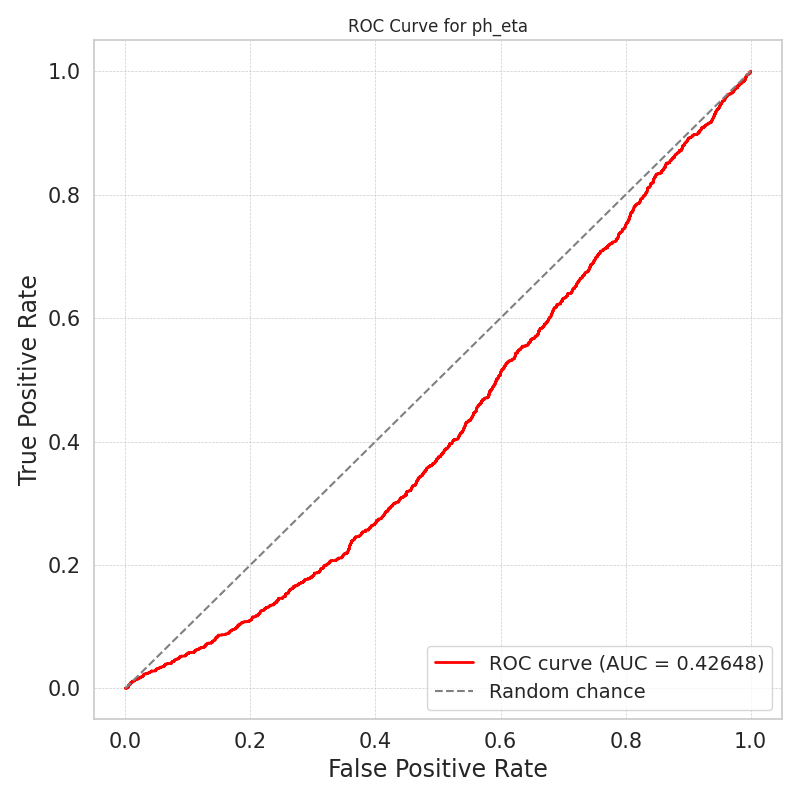 ROC Curve for ph_eta
1.0
0.8
0.6
0.4
0.2
0.0
True Positive Rate
ROC curve (AUC = 0.42648)
Random chance
0.0 0.2 0.4 0.6 0.8 1.0
False Positive Rate